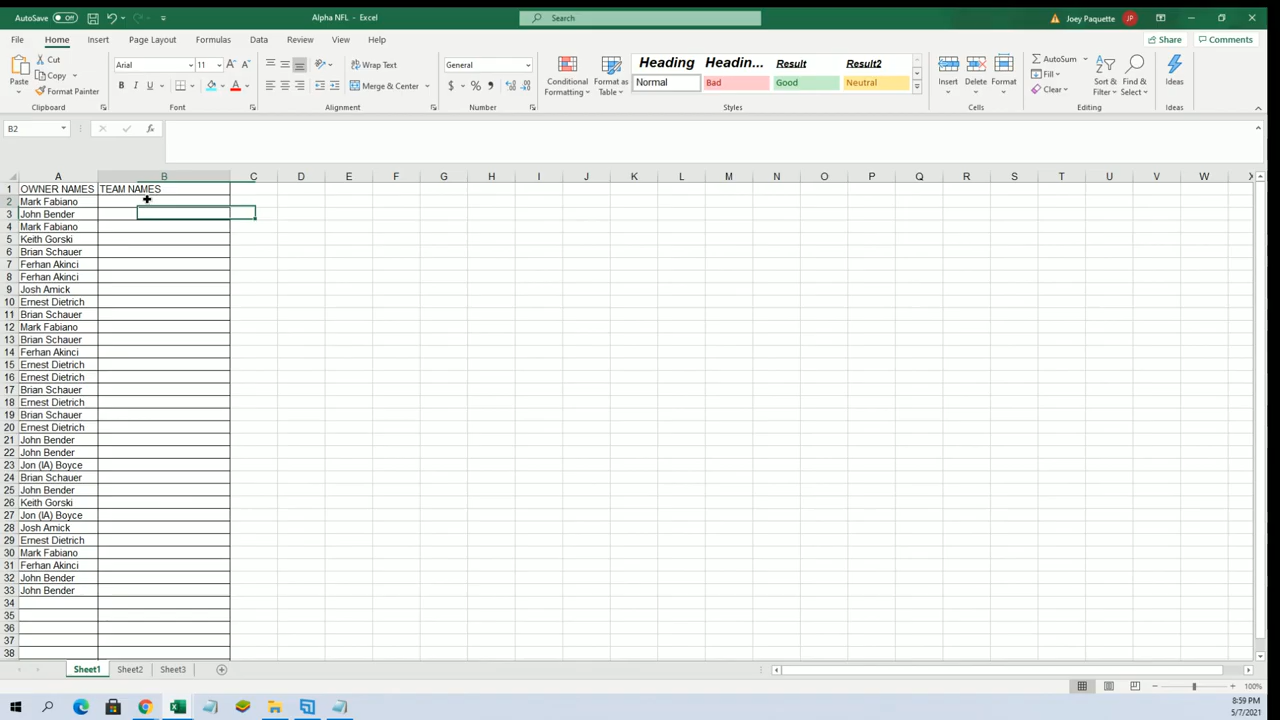 AutoSave Off Alpha NFL - Excel Search Joey Paquette JP
File Home Insert Page Layout Formulas Data Review View Help Share Comments
Paste Cut Copy Format Painter Clipboard
Arial 11 A A B I U A Font
Wrap Text Merge & Center Alignment
General $ % Number
Conditional Formatting Format as Table
Heading Headin... Result Result2
Normal Bad Good Neutral
Styles
Insert Delete Format Cells
AutoSum Fill Clear Sort & Filter Find & Select Editing
Ideas Ideas
B2 fx
A B C D E F G H I J K L M N O P Q R S T U V W X
1 OWNER NAMES TEAM NAMES
2 Mark Fabiano
3 John Bender
4 Mark Fabiano
5 Keith Gorski
6 Brian Schauer
7 Ferhan Akinci
8 Ferhan Akinci
9 Josh Amick
10 Ernest Dietrich
11 Brian Schauer
12 Mark Fabiano
13 Brian Schauer
14 Ferhan Akinci
15 Ernest Dietrich
16 Ernest Dietrich
17 Brian Schauer
18 Ernest Dietrich
19 Brian Schauer
20 Ernest Dietrich
21 John Bender
22 John Bender
23 Jon (IA) Boyce
24 Brian Schauer
25 John Bender
26 Keith Gorski
27 Jon (IA) Boyce
28 Josh Amick
29 Ernest Dietrich
30 Mark Fabiano
31 Ferhan Akinci
32 John Bender
33 John Bender
34
35
36
37
38
Sheet1 Sheet2 Sheet3
100%
8:59 PM
5/7/2021